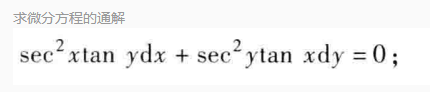 求微分方程的通解
sec²xtan ydx + sec²ytan xdy = 0；